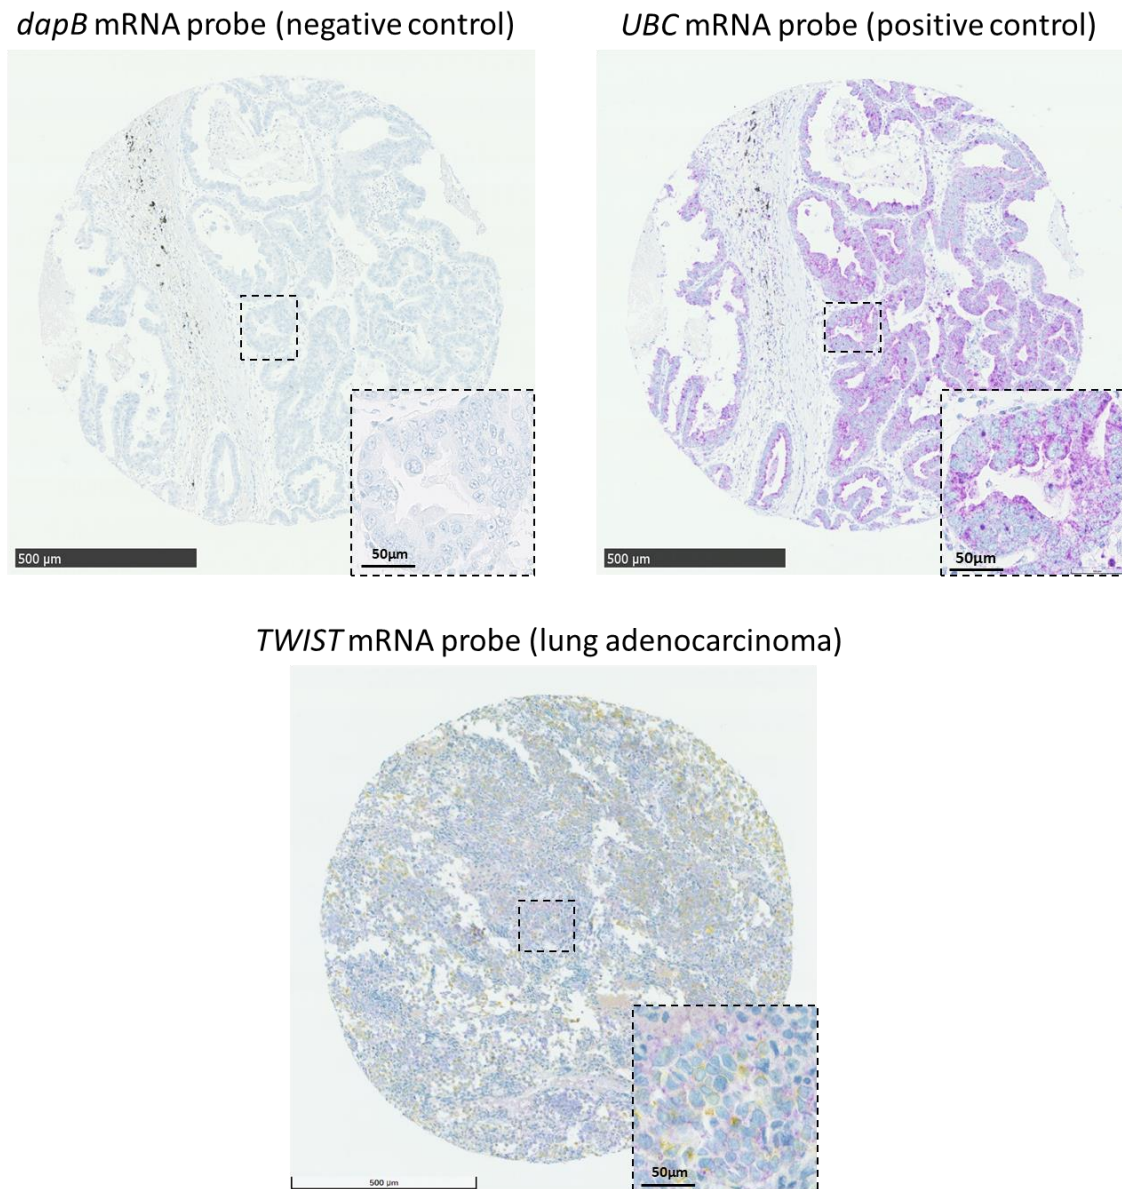 dapB mRNA probe (negative control)
UBC mRNA probe (positive control)
500 µm
50µm
500 µm
50µm
TWIST mRNA probe (lung adenocarcinoma)
500 µm
50µm